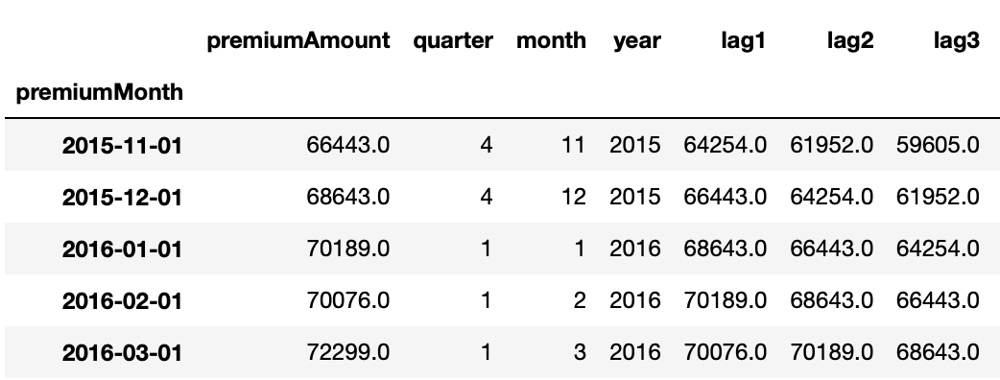 premiumAmount quarter month year lag1 lag2 lag3
premiumMonth
2015-11-01 66443.0 4 11 2015 64254.0 61952.0 59605.0
2015-12-01 68643.0 4 12 2015 66443.0 64254.0 61952.0
2016-01-01 70189.0 1 1 2016 68643.0 66443.0 64254.0
2016-02-01 70076.0 1 2 2016 70189.0 68643.0 66443.0
2016-03-01 72299.0 1 3 2016 70076.0 70189.0 68643.0